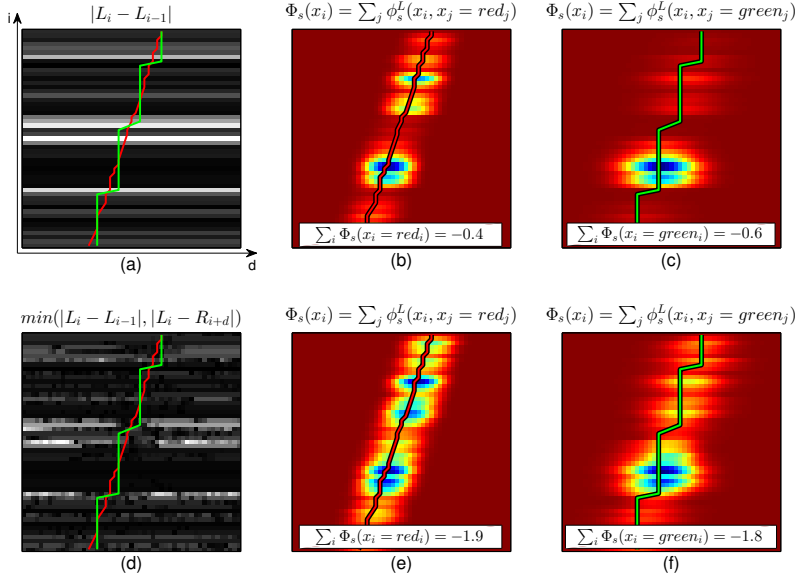 i
|L_i − L_{i−1}|
Φ_s(x_i) = ∑_j ϕ_s^L(x_i, x_j = red_j)
Φ_s(x_i) = ∑_j ϕ_s^L(x_i, x_j = green_j)
∑_i Φ_s(x_i = red_i) = −0.4
∑_i Φ_s(x_i = green_i) = −0.6
(a)
d
(b)
(c)
min(|L_i − L_{i−1}|, |L_i − R_{i+d}|)
Φ_s(x_i) = ∑_j ϕ_s^L(x_i, x_j = red_j)
Φ_s(x_i) = ∑_j ϕ_s^L(x_i, x_j = green_j)
∑_i Φ_s(x_i = red_i) = −1.9
∑_i Φ_s(x_i = green_i) = −1.8
(d)
(e)
(f)